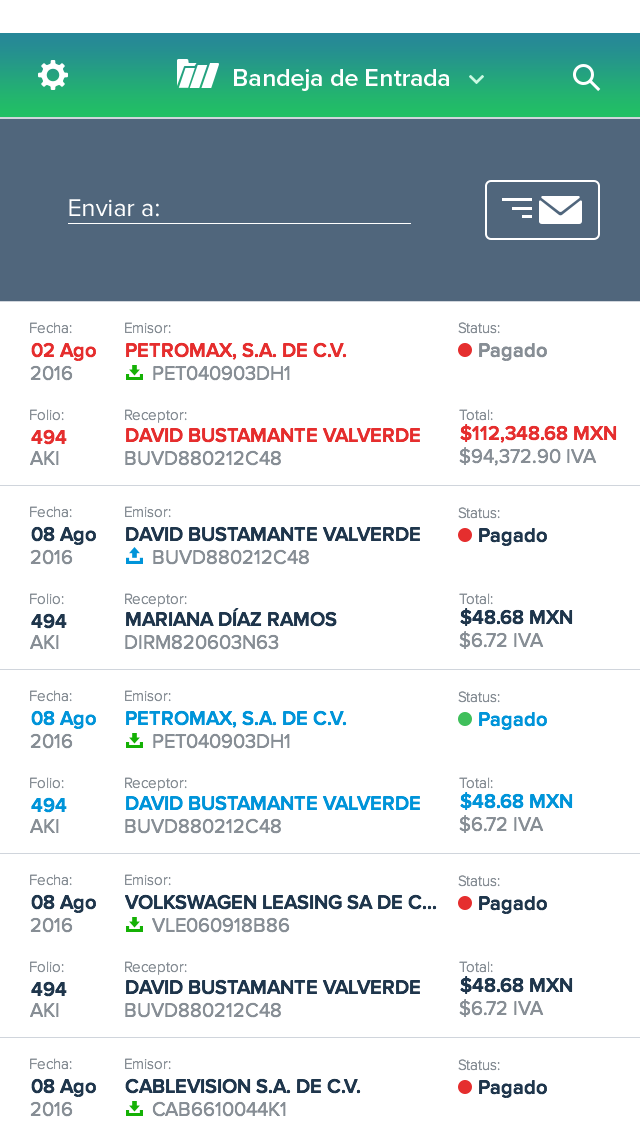 Bandeja de Entrada
Enviar a:
Fecha: Emisor: Status:
02 Ago PETROMAX, S.A. DE C.V. Pagado
2016 PET040903DH1
Folio: Receptor: Total:
494 DAVID BUSTAMANTE VALVERDE $112,348.68 MXN
AKI BUVD880212C48 $94,372.90 IVA
Fecha: Emisor: Status:
08 Ago DAVID BUSTAMANTE VALVERDE Pagado
2016 BUVD880212C48
Folio: Receptor: Total:
494 MARIANA DÍAZ RAMOS $48.68 MXN
AKI DIRM820603N63 $6.72 IVA
Fecha: Emisor: Status:
08 Ago PETROMAX, S.A. DE C.V. Pagado
2016 PET040903DH1
Folio: Receptor: Total:
494 DAVID BUSTAMANTE VALVERDE $48.68 MXN
AKI BUVD880212C48 $6.72 IVA
Fecha: Emisor: Status:
08 Ago VOLKSWAGEN LEASING SA DE C... Pagado
2016 VLE060918B86
Folio: Receptor: Total:
494 DAVID BUSTAMANTE VALVERDE $48.68 MXN
AKI BUVD880212C48 $6.72 IVA
Fecha: Emisor: Status:
08 Ago CABLEVISION S.A. DE C.V. Pagado
2016 CAB6610044K1